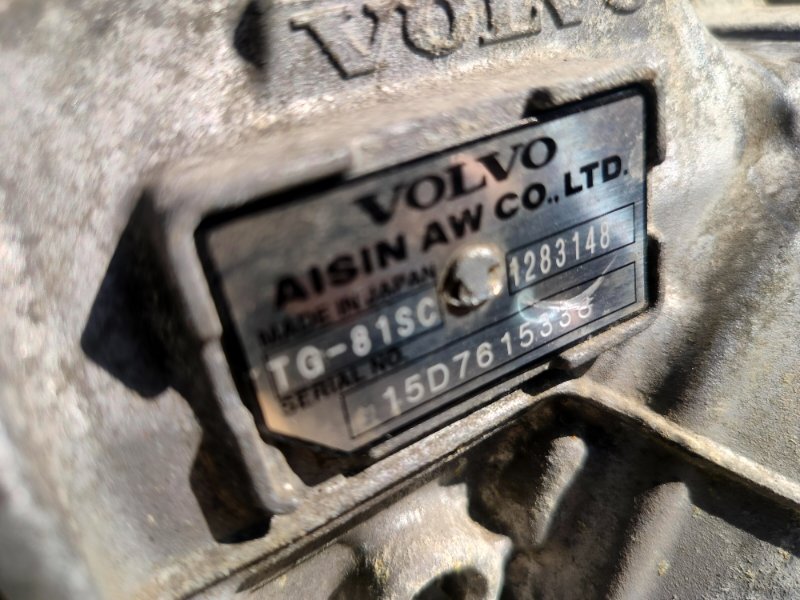 VOLVO
VOLVO
AISIN AW CO., LTD.
MADE IN JAPAN
TG-81SC 1283148
SERIAL NO.
15D7615338